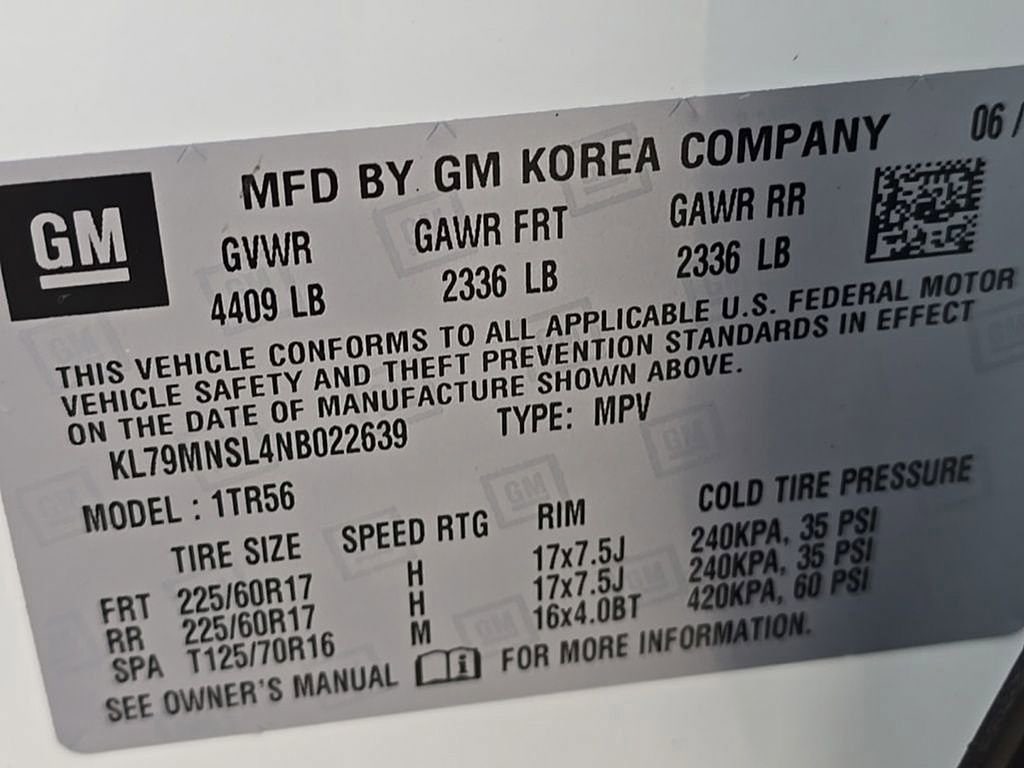 MFD BY GM KOREA COMPANY 06/
GM
GVWR GAWR FRT GAWR RR
4409 LB 2336 LB 2336 LB
THIS VEHICLE CONFORMS TO ALL APPLICABLE U.S. FEDERAL MOTOR
VEHICLE SAFETY AND THEFT PREVENTION STANDARDS IN EFFECT
ON THE DATE OF MANUFACTURE SHOWN ABOVE.
KL79MNSL4NB022639 TYPE: MPV
MODEL : 1TR56
TIRE SIZE SPEED RTG RIM COLD TIRE PRESSURE
FRT 225/60R17 H 17x7.5J 240KPA, 35 PSI
RR 225/60R17 H 17x7.5J 240KPA, 35 PSI
SPA T125/70R16 M 16x4.0BT 420KPA, 60 PSI
SEE OWNER'S MANUAL FOR MORE INFORMATION.